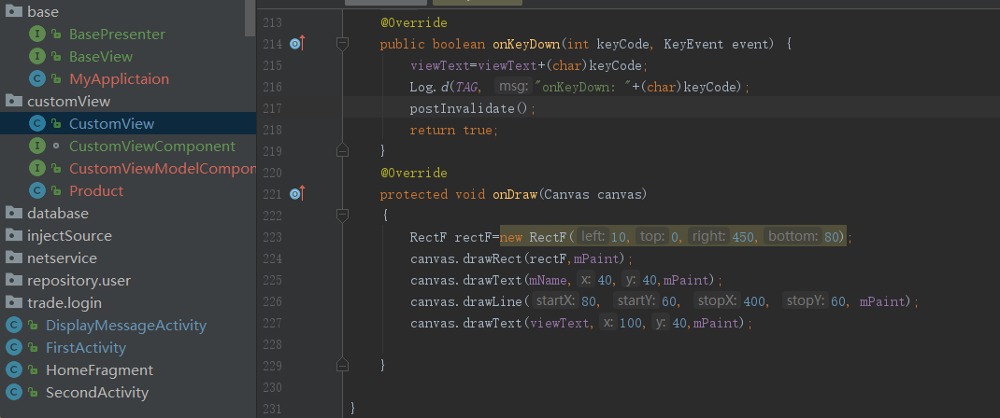 base
BasePresenter
BaseView
MyApplictaion
customView
CustomView
CustomViewComponent
CustomViewModelCompon
Product
database
injectSource
netservice
repository.user
trade.login
DisplayMessageActivity
FirstActivity
HomeFragment
SecondActivity
213 @Override
214 public boolean onKeyDown(int keyCode, KeyEvent event) {
215 viewText=viewText+(char)keyCode;
216 Log.d(TAG, msg: "onKeyDown: "+(char)keyCode);
217 postInvalidate();
218 return true;
219 }
220 @Override
221 protected void onDraw(Canvas canvas)
222 {
223 RectF rectF=new RectF( left: 10, top: 0, right: 450, bottom: 80);
224 canvas.drawRect(rectF,mPaint);
225 canvas.drawText(mName, x: 40, y: 40,mPaint);
226 canvas.drawLine( startX: 80, startY: 60, stopX: 400, stopY: 60, mPaint);
227 canvas.drawText(viewText, x: 100, y: 40,mPaint);
228
229 }
230
231 }